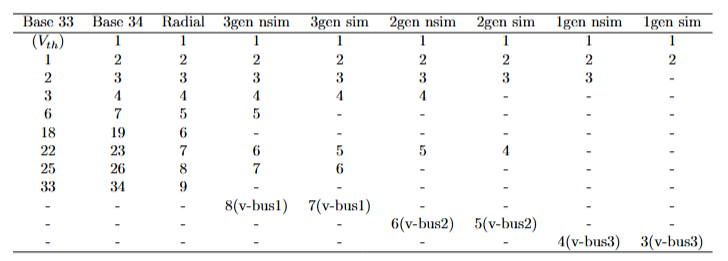 Base 33 Base 34 Radial 3gen nsim 3gen sim 2gen nsim 2gen sim 1gen nsim 1gen sim
(Vth) 1 1 1 1 1 1 1 1
1 2 2 2 2 2 2 2 2
2 3 3 3 3 3 3 3 -
3 4 4 4 4 4 - - -
6 7 5 5 - - - - -
18 19 6 - - - - - -
22 23 7 6 5 5 4 - -
25 26 8 7 6 - - - -
33 34 9 - - - - - -
- - - 8(v-bus1) 7(v-bus1) - - - -
- - - - - 6(v-bus2) 5(v-bus2) - -
- - - - - - - 4(v-bus3) 3(v-bus3)